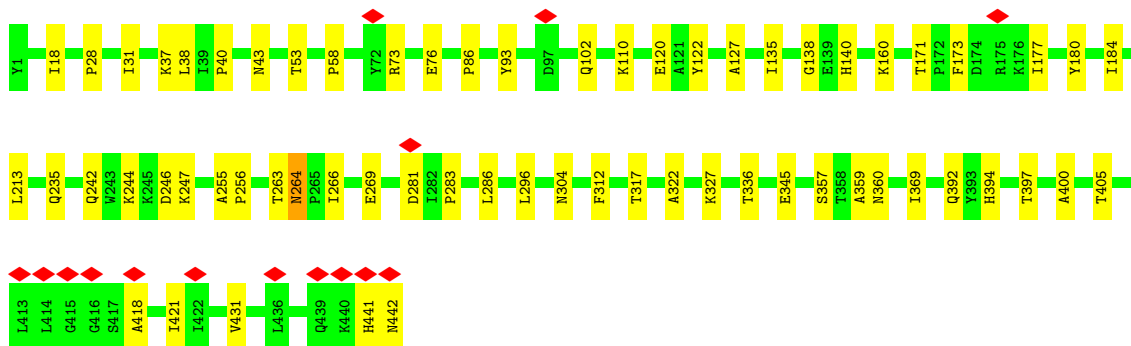 Y1 I18 P28 I31 K37 L38 I39 P40 N43 T53 P58 Y72 R73 E76 P86 Y93 D97 Q102 K110 E120 A121 Y122 A127 I135 G138 E139 H140 K160 T171 P172 F173 D174 R175 K176 I177 Y180 I184
L213 Q235 Q242 W243 K244 K245 D246 K247 A255 P256 T263 N264 P265 I266 E269 D281 I282 P283 L286 L296 N304 F312 T317 A322 K327 T336 E345 S357 T358 A359 N360 I369 Q392 Y393 H394 T397 A400 T405
L413 L414 G415 G416 S417 A418 I421 I422 V431 L436 Q439 K440 H441 N442